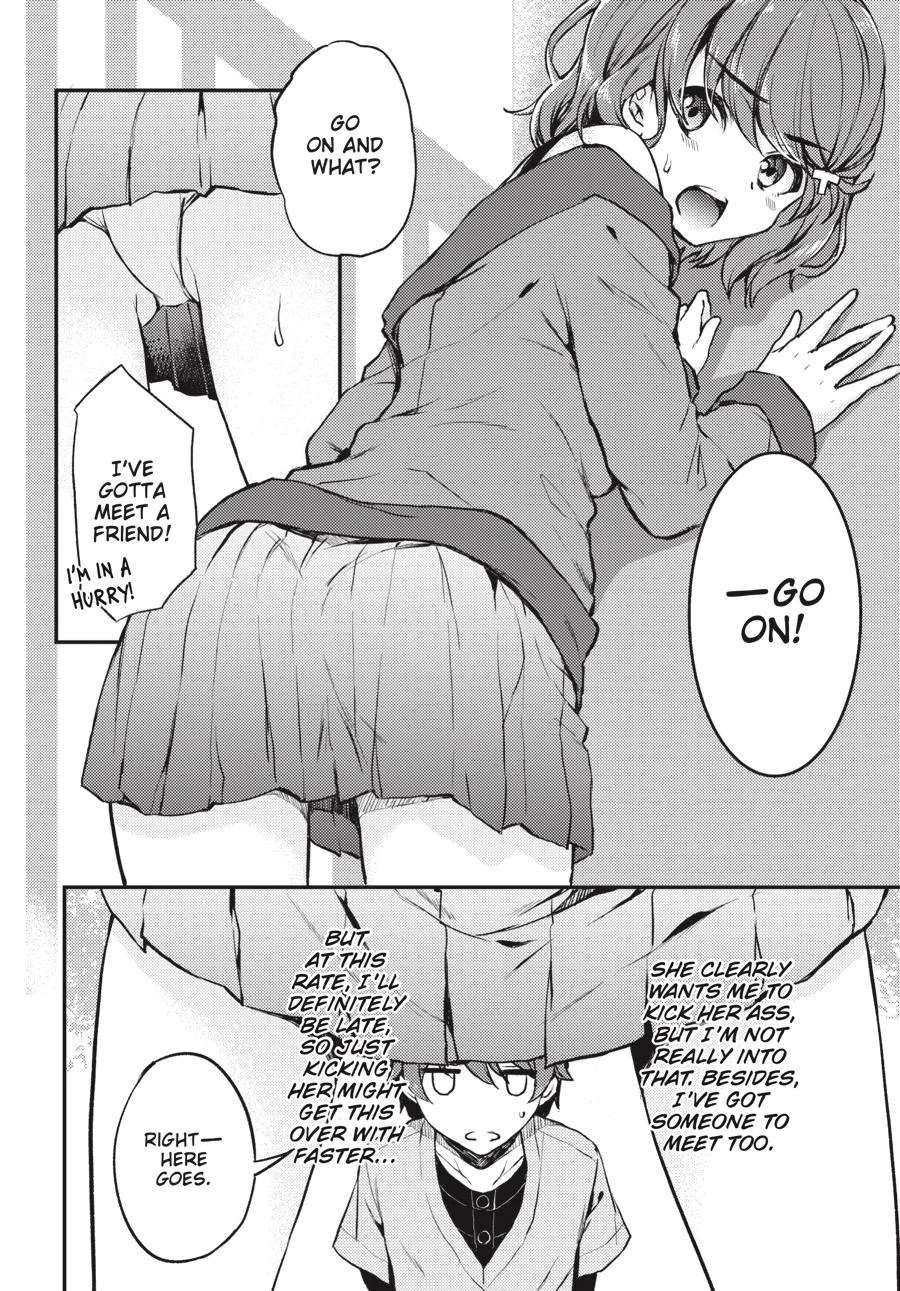 —GO
ON!
GO
ON AND
WHAT?
I'VE
GOTTA
MEET A
FRIEND!
I'M IN A
HURRY!
SHE CLEARLY
WANTS ME TO
KICK HER ASS,
BUT I'M NOT
REALLY INTO
THAT. BESIDES,
I'VE GOT
SOMEONE TO
MEET TOO.
BUT
AT THIS
RATE, I'LL
DEFINITELY
BE LATE,
SO JUST
KICKING
HER MIGHT
GET THIS
OVER WITH
FASTER...
RIGHT—
HERE
GOES.